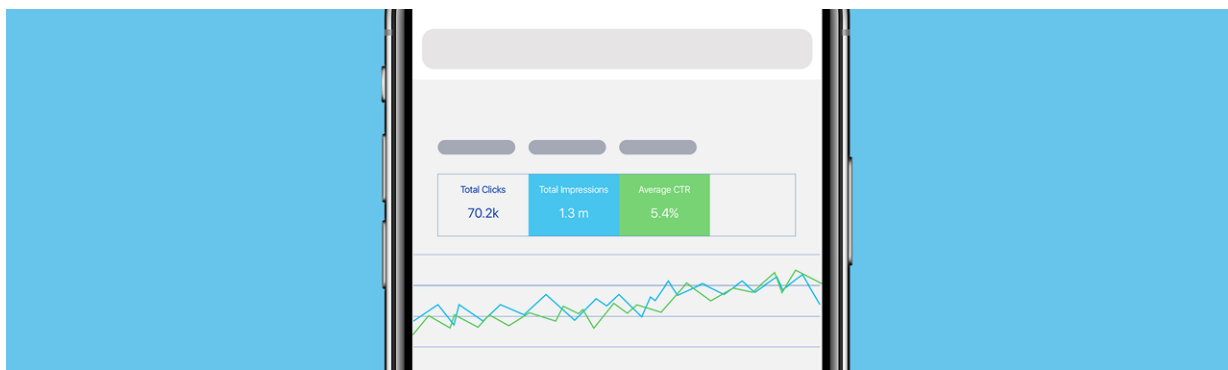 Total Clicks
Total Impressions
Average CTR
70.2k
1.3 m
5.4%